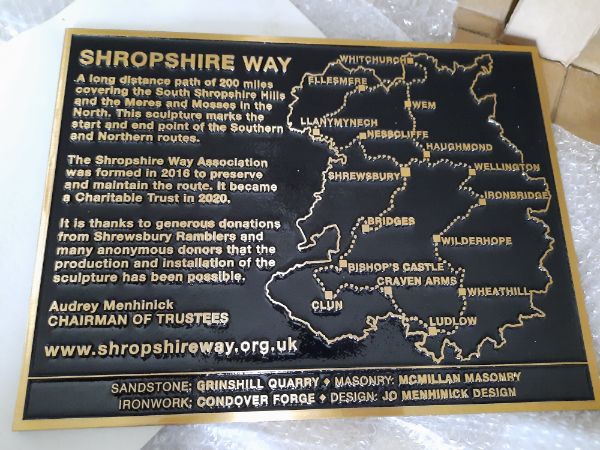 SHROPSHIRE WAY
A long distance path of 200 miles
covering the South Shropshire Hills
and the Meres and Mosses in the
North. This sculpture marks the
start and end point of the Southern
and Northern routes.
The Shropshire Way Association
was formed in 2016 to preserve
and maintain the route. It became
a Charitable Trust in 2020.
It is thanks to generous donations
from Shrewsbury Ramblers and
many anonymous donors that the
production and installation of the
sculpture has been possible.
Audrey Menhinick
CHAIRMAN OF TRUSTEES
www.shropshireway.org.uk
WHITCHURCH
ELLESMERE
WEM
LLANYMYNECH
NESSCLIFFE
HAUGHMOND
SHREWSBURY
WELLINGTON
IRONBRIDGE
BRIDGES
WILDERHOPE
BISHOP'S CASTLE
CRAVEN ARMS
CLUN
WHEATHILL
LUDLOW
SANDSTONE: GRINSHILL QUARRY ♦ MASONRY: MCMILLAN MASONRY
IRONWORK: CONDOVER FORGE ♦ DESIGN: JO MENHINICK DESIGN